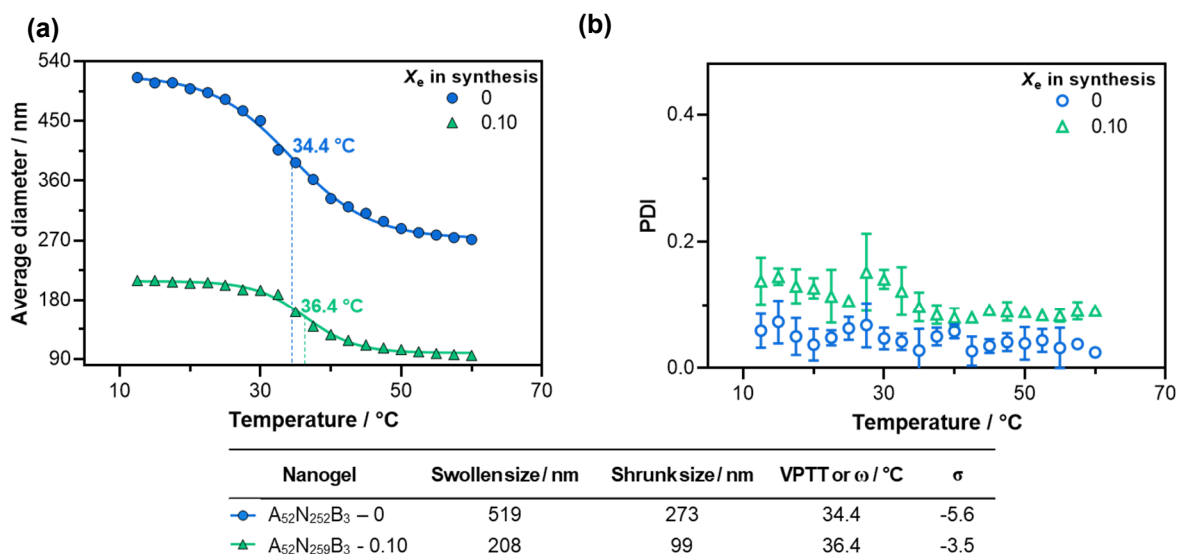 (a)
(b)
540
450
360
270
180
90
Average diameter / nm
Xe in synthesis
0
0.10
34.4 °C
36.4 °C
10 30 50 70
Temperature / °C
0.4
0.2
0.0
PDI
Xe in synthesis
0
0.10
10 30 50 70
Temperature / °C
Nanogel Swollen size / nm Shrunk size / nm VPTT or ω / °C σ
A52N252B3 – 0 519 273 34.4 -5.6
A52N259B3 - 0.10 208 99 36.4 -3.5